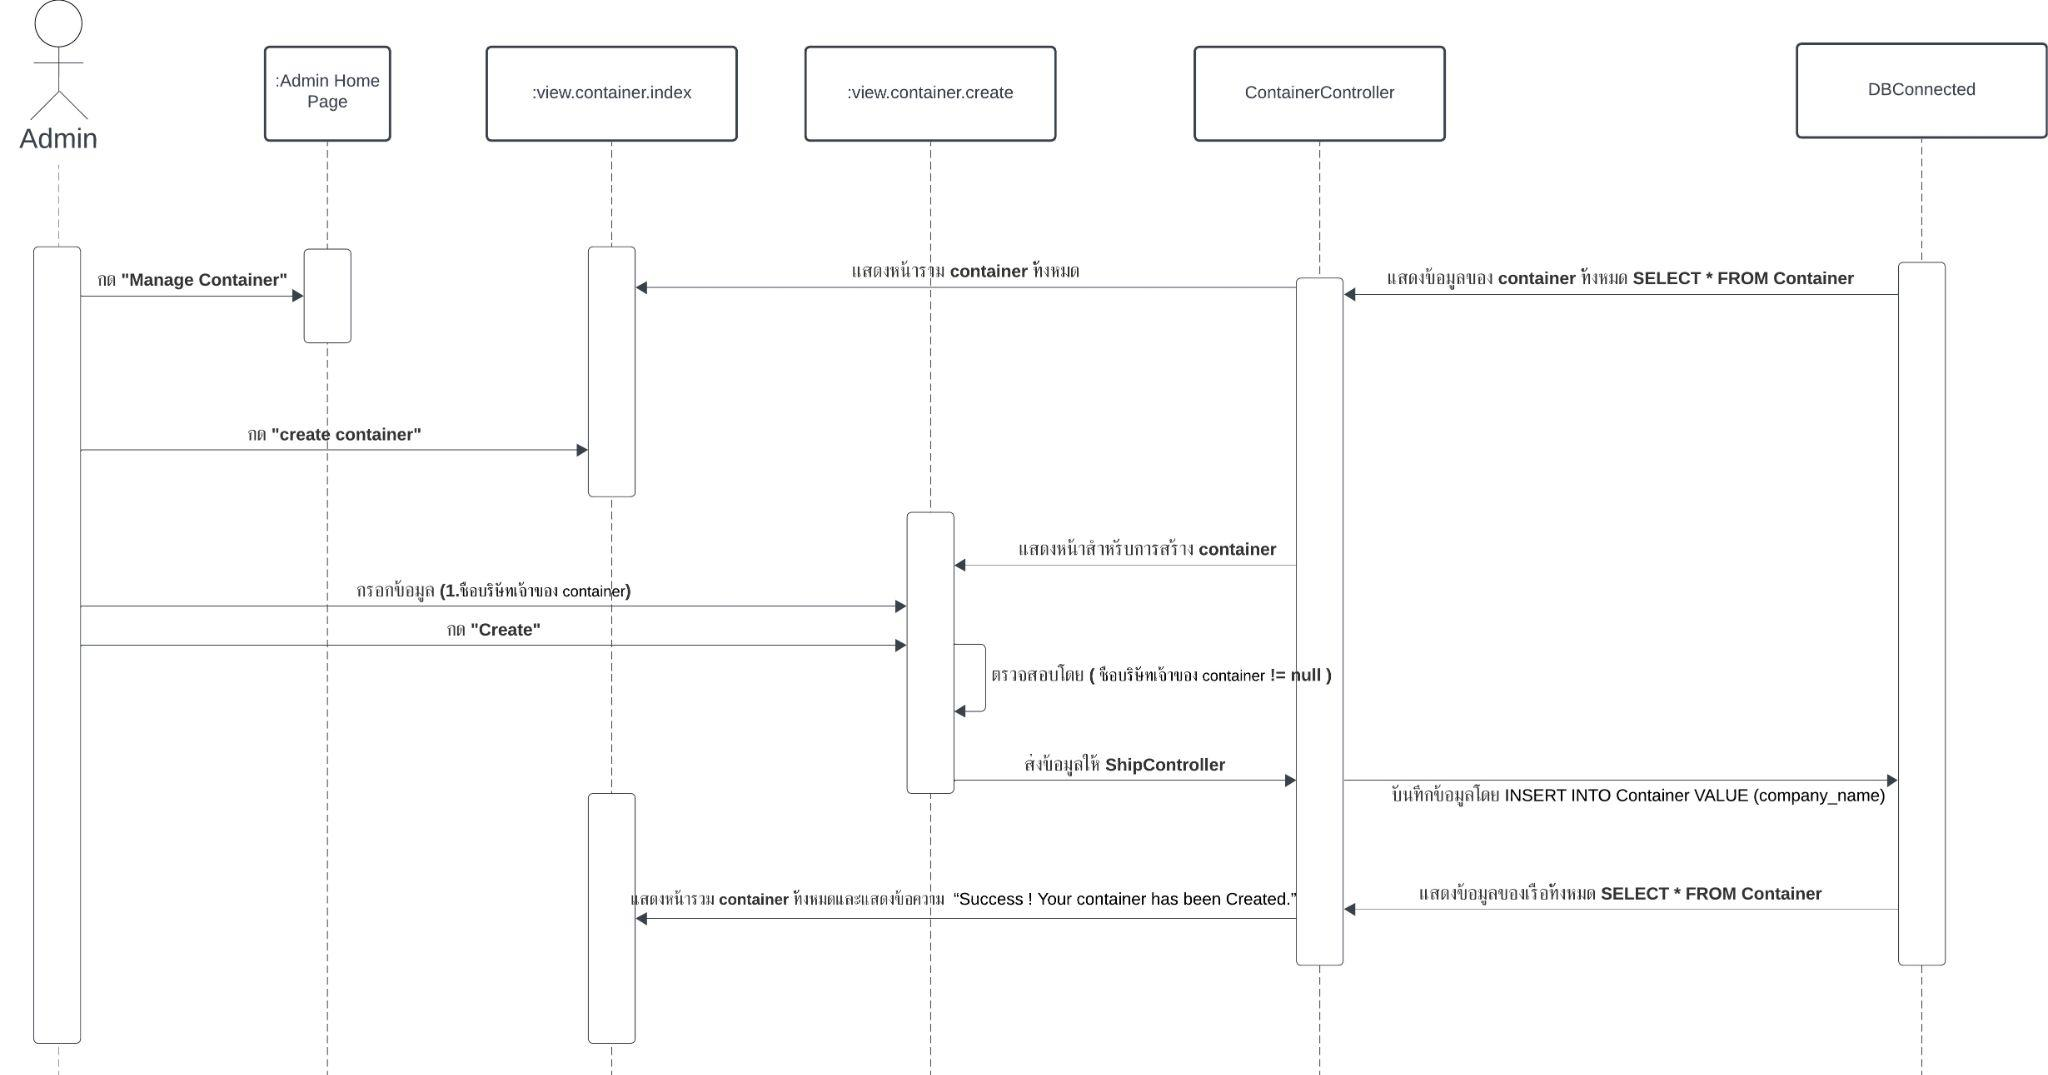 Admin
:Admin Home
Page
:view.container.index
:view.container.create
ContainerController
DBConnected
กด "Manage Container"
แสดงหน้ารวม container ทั้งหมด
แสดงข้อมูลของ container ทั้งหมด SELECT * FROM Container
กด "create container"
แสดงหน้าสำหรับการสร้าง container
กรอกข้อมูล (1.ชื่อบริษัทเจ้าของ container)
กด "Create"
ตรวจสอบโดย ( ชื่อบริษัทเจ้าของ container != null )
ส่งข้อมูลให้ ShipController
บันทึกข้อมูลโดย INSERT INTO Container VALUE (company_name)
แสดงหน้ารวม container ทั้งหมดและแสดงข้อความ “Success ! Your container has been Created.”
แสดงข้อมูลของเรือทั้งหมด SELECT * FROM Container